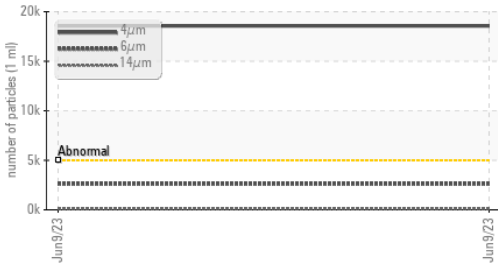 20k
4µm
6µm
14µm
15k
10k
Abnormal
5k
0k
number of particles (1 ml)
Jun9/23
Jun9/23